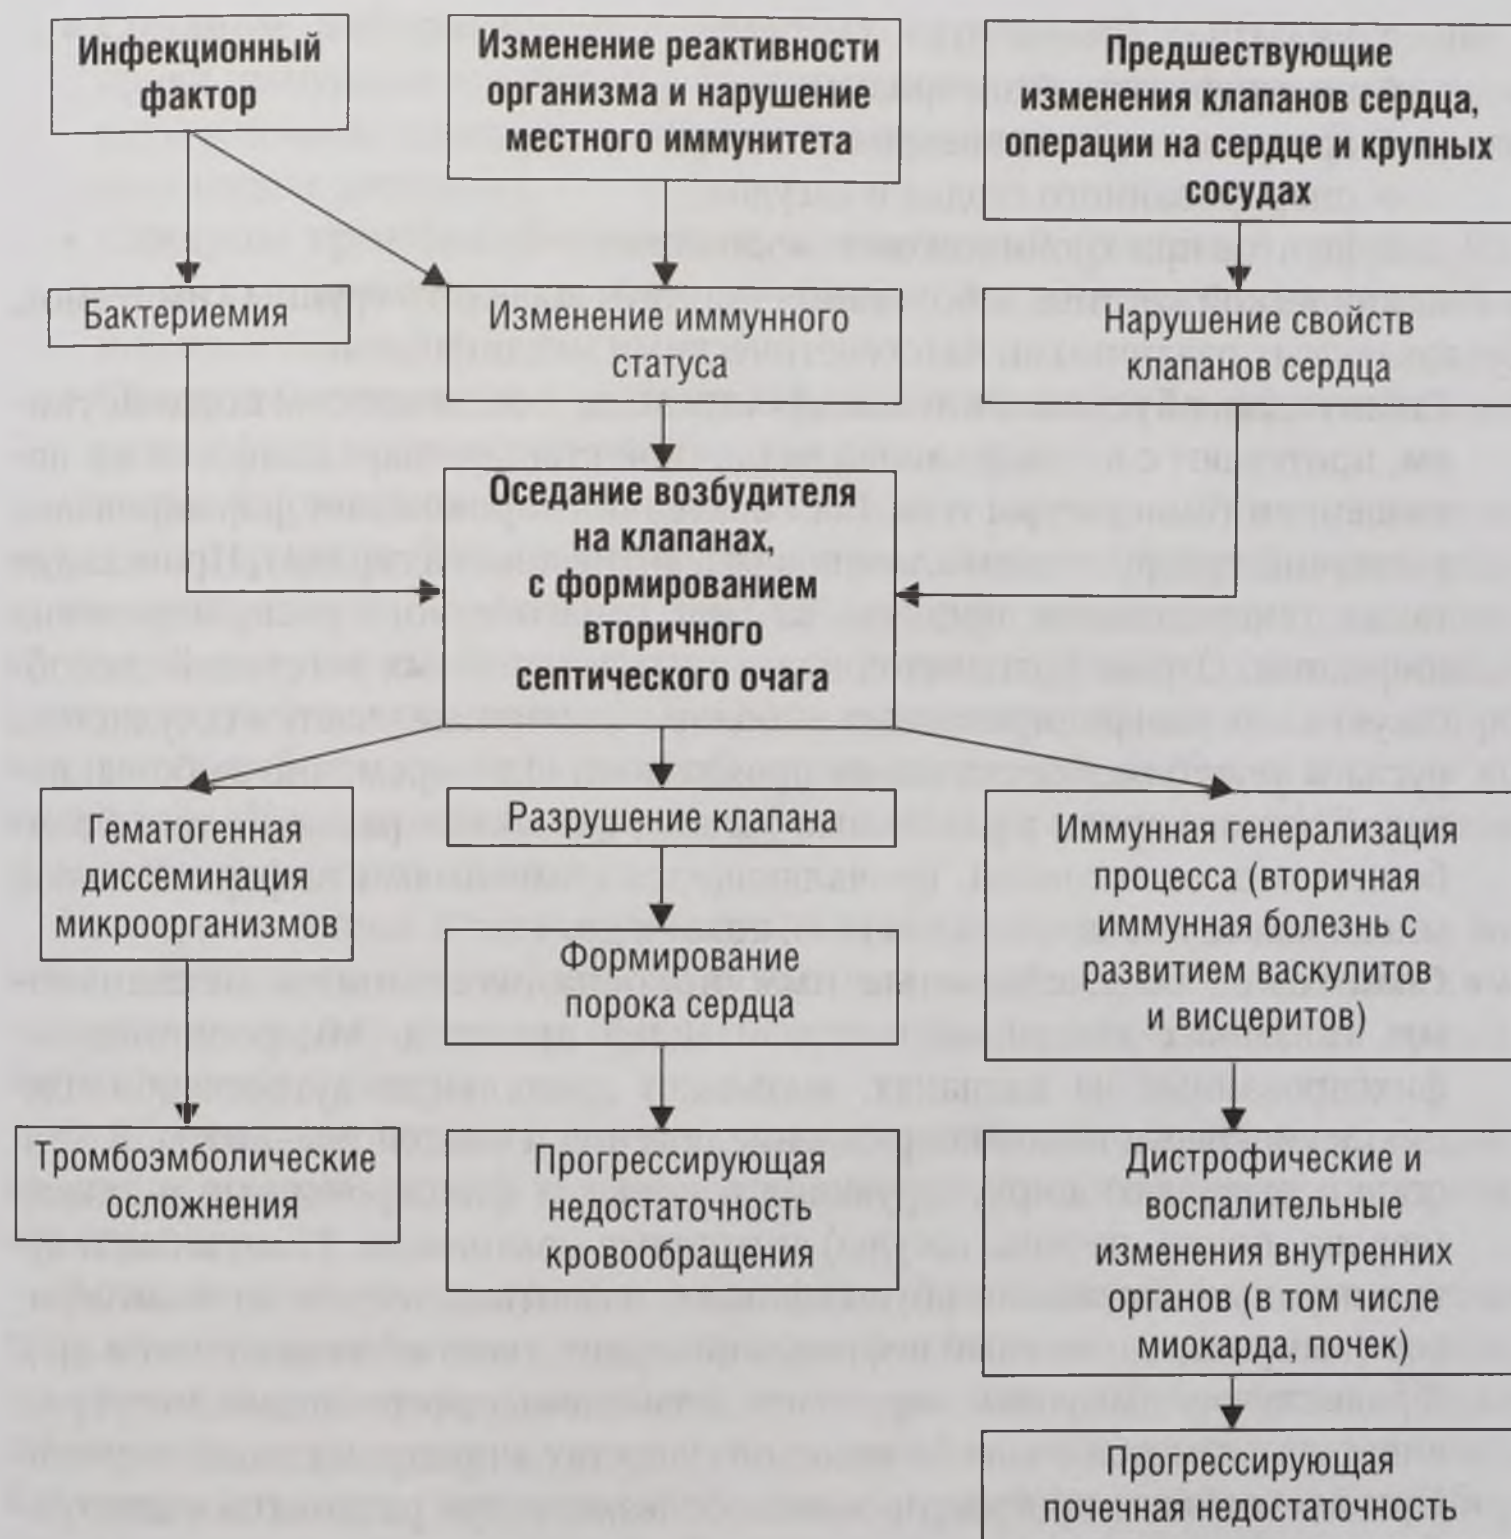 Инфекционный
фактор
Изменение реактивности
организма и нарушение
местного иммунитета
Предшествующие
изменения клапанов сердца,
операции на сердце и крупных
сосудах
Бактериемия
Изменение иммунного
статуса
Нарушение свойств
клапанов сердца
Оседание возбудителя
на клапанах,
с формированием
вторичного
септического очага
Гематогенная
диссеминация
микроорганизмов
Разрушение клапана
Иммунная генерализация
процесса (вторичная
иммунная болезнь с
развитием васкулитов
и висцеритов)
Формирование
порока сердца
Тромбоэмболические
осложнения
Прогрессирующая
недостаточность
кровообращения
Дистрофические и
воспалительные
изменения внутренних
органов (в том числе
миокарда, почек)
Прогрессирующая
почечная недостаточность